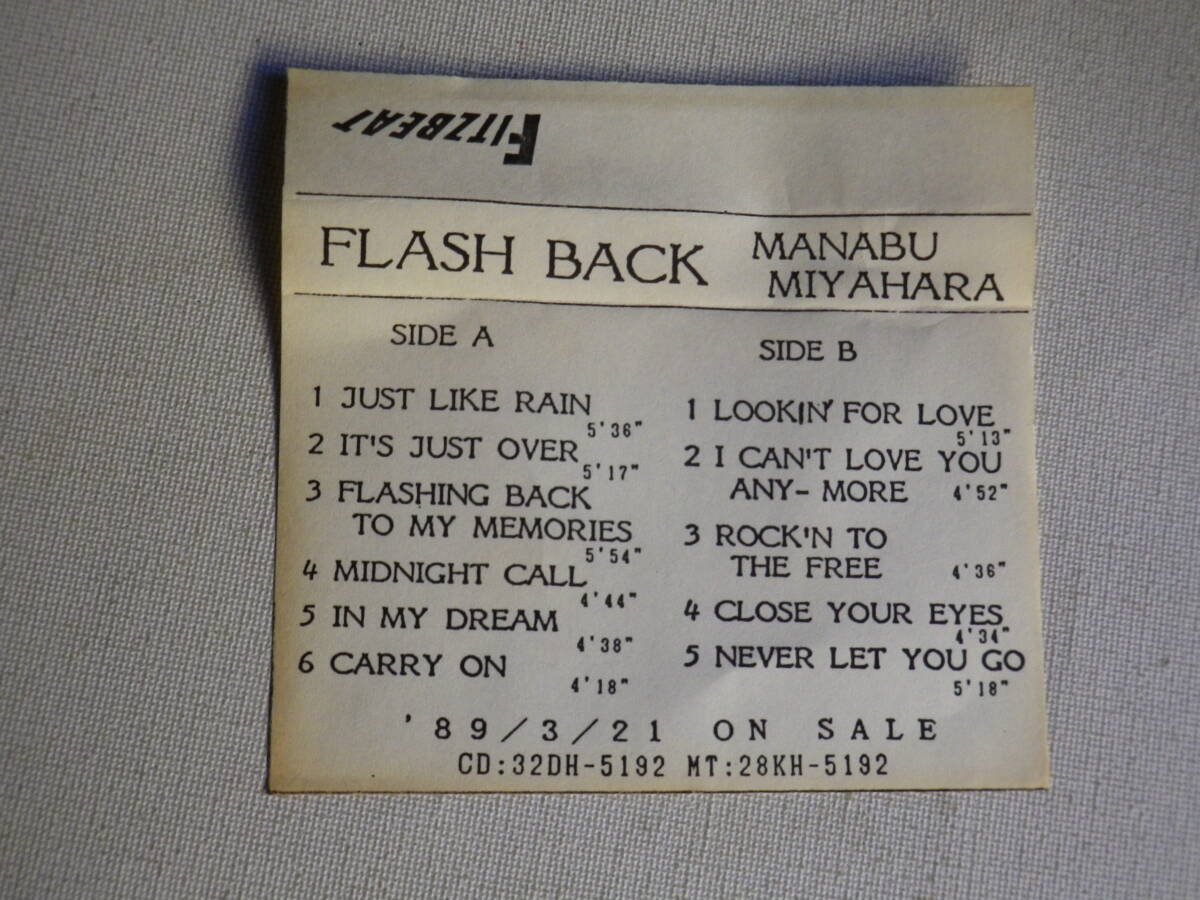 FITZBEAT
FLASH BACK MANABU
MIYAHARA
SIDE A
1 JUST LIKE RAIN
5'36"
2 IT'S JUST OVER
5'17"
3 FLASHING BACK
TO MY MEMORIES
5'54"
4 MIDNIGHT CALL
4'44"
5 IN MY DREAM
4'38"
6 CARRY ON
4'18"
SIDE B
1 LOOKIN' FOR LOVE
5'13"
2 I CAN'T LOVE YOU
ANY- MORE 4'52"
3 ROCK'N TO
THE FREE 4'36"
4 CLOSE YOUR EYES
4'34"
5 NEVER LET YOU GO
5'18"
'89/3/21 ON SALE
CD:32DH-5192 MT:28KH-5192